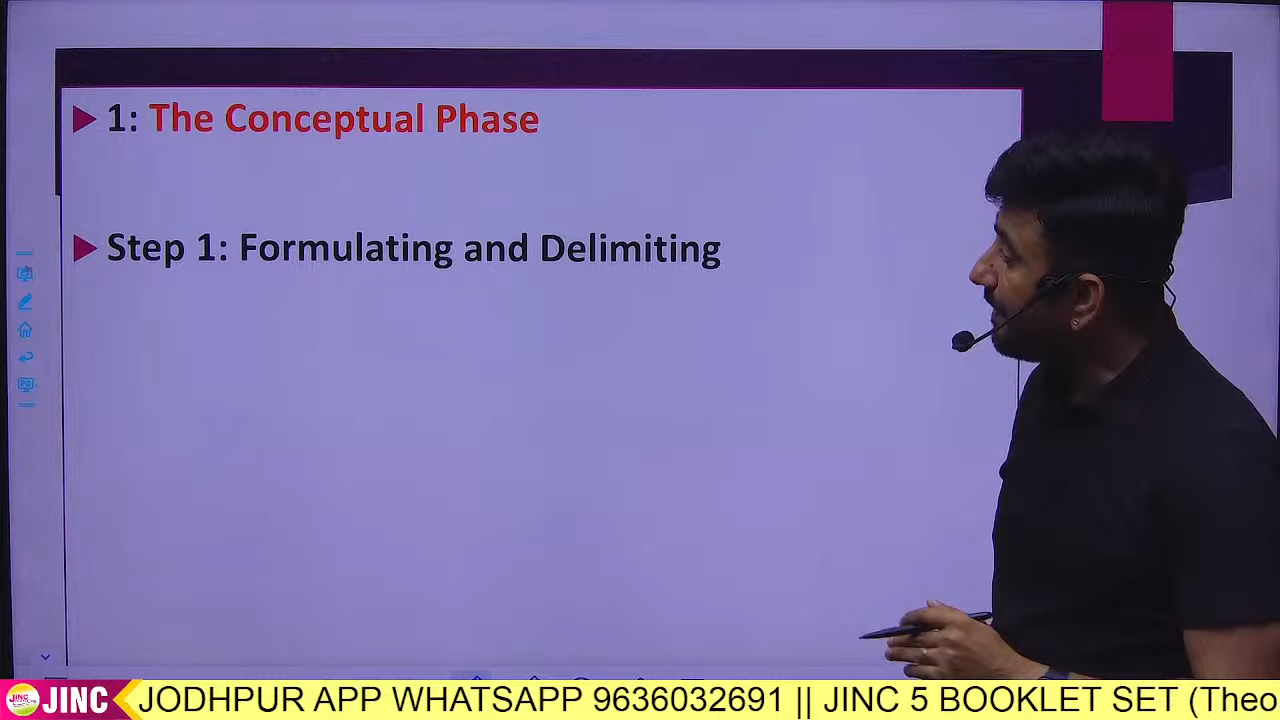 1: The Conceptual Phase
Step 1: Formulating and Delimiting
JINC JODHPUR APP WHATSAPP 9636032691 || JINC 5 BOOKLET SET (Theo